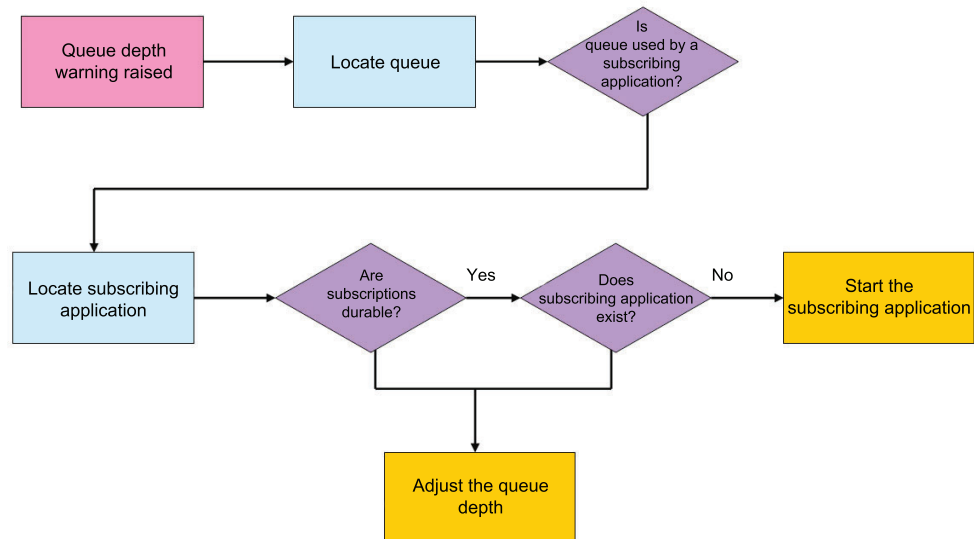 Queue depth
warning raised
Locate queue
Is
queue used by a
subscribing
application?
Locate subscribing
application
Are
subscriptions
durable?
Yes
Does
subscribing application
exist?
No
Start the
subscribing application
Adjust the queue
depth